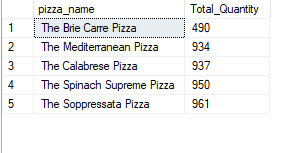 pizza_name Total_Quantity
1 The Brie Carre Pizza 490
2 The Mediterranean Pizza 934
3 The Calabrese Pizza 937
4 The Spinach Supreme Pizza 950
5 The Soppressata Pizza 961